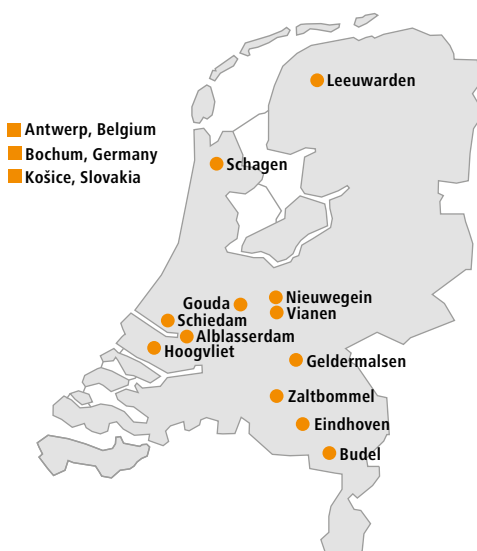 Leeuwarden
Antwerp, Belgium
Bochum, Germany
Košice, Slovakia
Schagen
Nieuwegein
Gouda
Vianen
Schiedam
Alblasserdam
Hoogvliet
Geldermalsen
Zaltbommel
Eindhoven
Budel